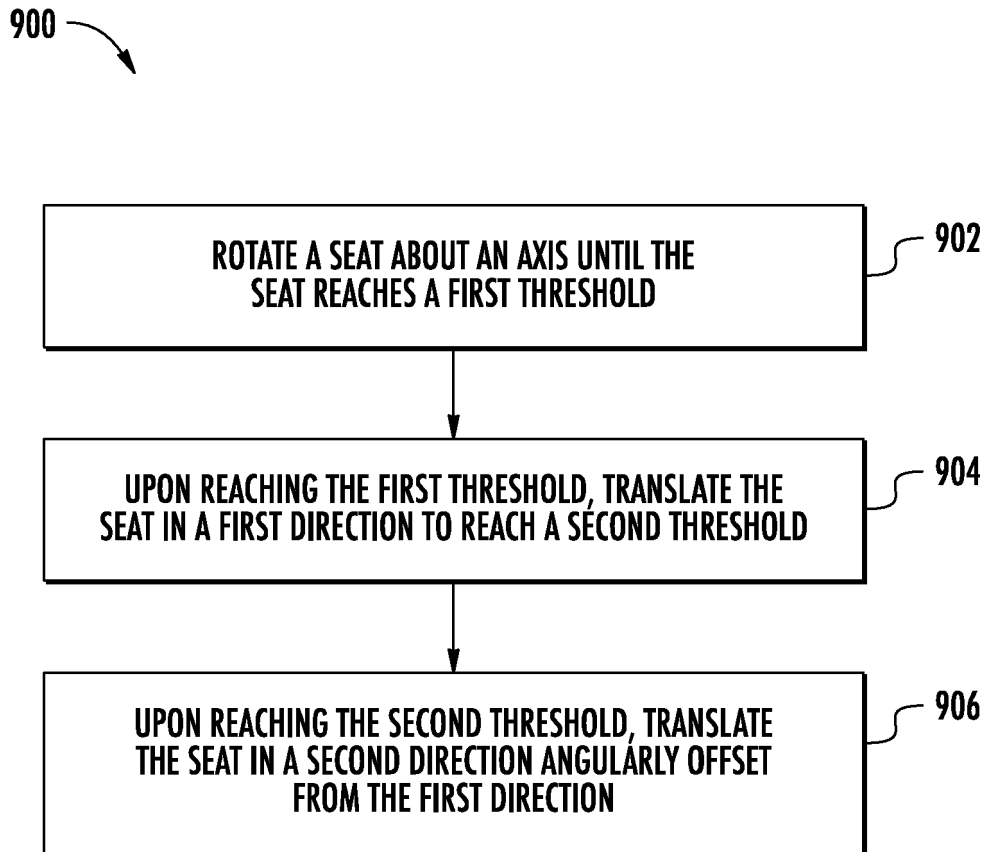 900
ROTATE A SEAT ABOUT AN AXIS UNTIL THE
SEAT REACHES A FIRST THRESHOLD
902
UPON REACHING THE FIRST THRESHOLD, TRANSLATE THE
SEAT IN A FIRST DIRECTION TO REACH A SECOND THRESHOLD
904
UPON REACHING THE SECOND THRESHOLD, TRANSLATE
THE SEAT IN A SECOND DIRECTION ANGULARLY OFFSET
FROM THE FIRST DIRECTION
906